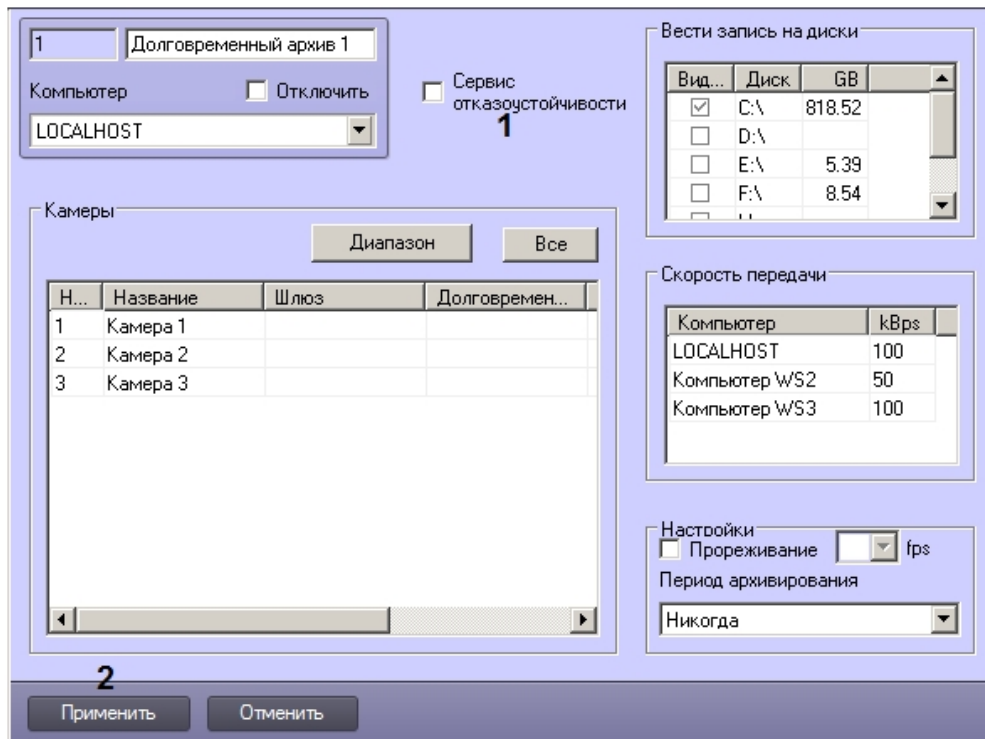 1
Долговременный архив 1
Компьютер
Отключить
LOCALHOST
Сервис
отказоустойчивости
1
Вести запись на диски
Вид... Диск GB
C:\ 818.52
D:\
E:\ 5.39
F:\ 8.54
Камеры
Диапазон
Все
Н... Название Шлюз Долговремен...
1 Камера 1
2 Камера 2
3 Камера 3
Скорость передачи
Компьютер kBps
LOCALHOST 100
Компьютер WS2 50
Компьютер WS3 100
Настройки
Прореживание fps
Период архивирования
Никогда
2
Применить
Отменить